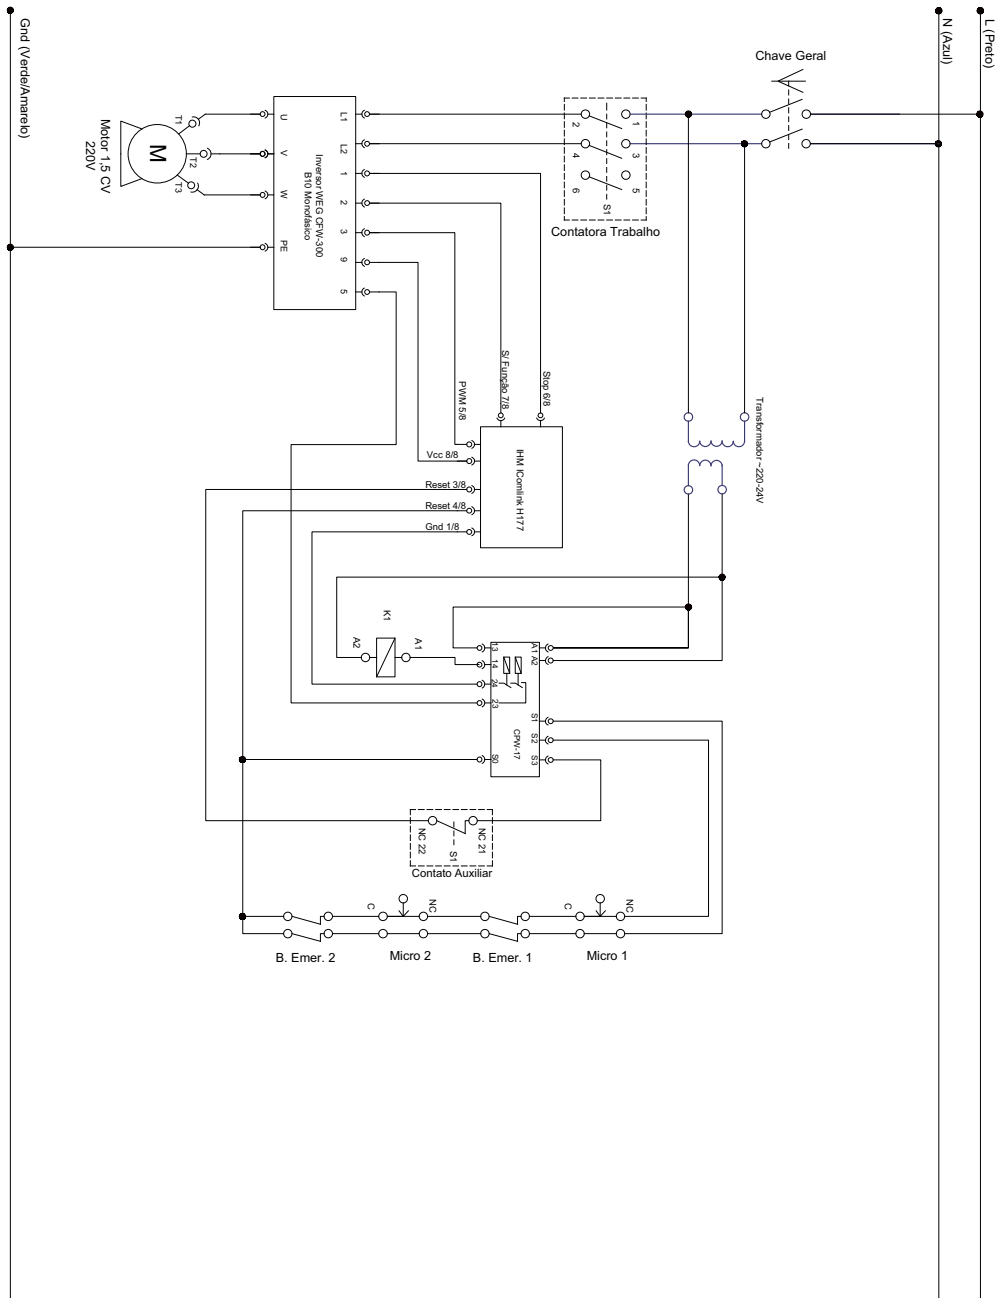 L (Preto)
N (Azul)
Gnd (Verde/Amarelo)
Chave Geral
1
2
3
4
5
6
S1
Contatora Trabalho
L1
L2
1
2
3
9
5
U
V
W
PE
Inversor WEG CFW-300
B10 Monofásico
T1
T2
T3
M
Motor 1,5 CV
220V
Transformador ~220-24V
Stop 6/8
S/ Função 7/8
PWM 5/8
Vcc 8/8
Reset 3/8
Reset 4/8
Gnd 1/8
IHM IComlink H177
K1
A1
A2
13
14
24
23
S0
A1
A2
S1
S2
S3
CPW-17
NC 21
NC 22
S1
Contato Auxiliar
C
NC
C
NC
B. Emer. 2
Micro 2
B. Emer. 1
Micro 1